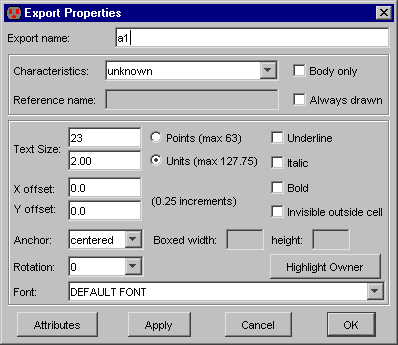 Export Properties
Export name: a1
Characteristics: unknown Body only
Reference name: Always drawn
Text Size: 23 Points (max 63) Underline
2.00 Units (max 127.75) Italic
X offset: 0.0 Bold
Y offset: 0.0 (0.25 increments) Invisible outside cell
Anchor: centered Boxed width: height:
Rotation: 0 Highlight Owner
Font: DEFAULT FONT
Attributes Apply Cancel OK